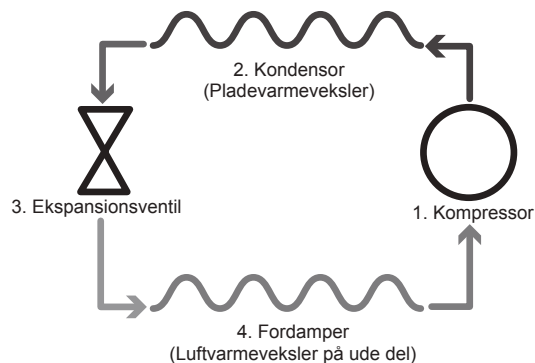 2. Kondensor
(Pladevarmeveksler)
3. Ekspansionsventil
1. Kompressor
4. Fordamper
(Luftvarmeveksler på ude del)